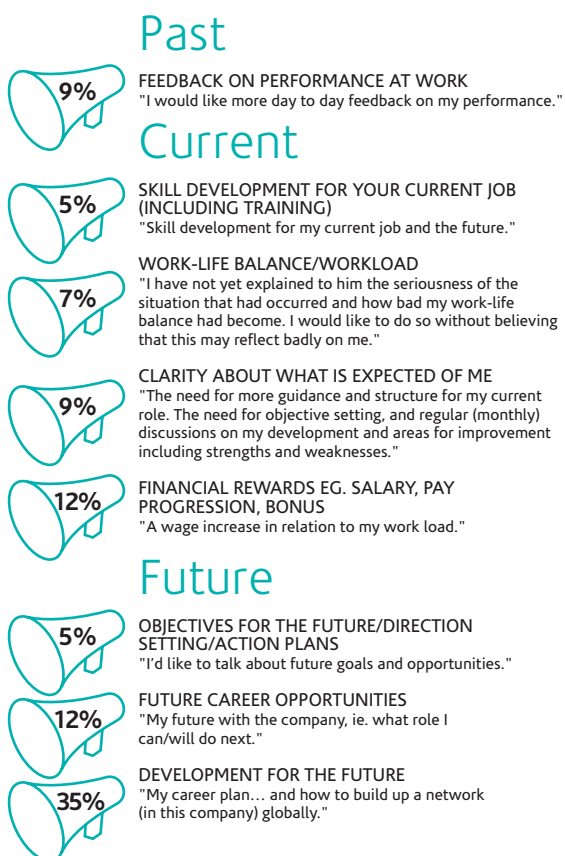 Past
9%
FEEDBACK ON PERFORMANCE AT WORK
"I would like more day to day feedback on my performance."
Current
5%
SKILL DEVELOPMENT FOR YOUR CURRENT JOB
(INCLUDING TRAINING)
"Skill development for my current job and the future."
7%
WORK-LIFE BALANCE/WORKLOAD
"I have not yet explained to him the seriousness of the
situation that had occurred and how bad my work-life
balance had become. I would like to do so without believing
that this may reflect badly on me."
9%
CLARITY ABOUT WHAT IS EXPECTED OF ME
"The need for more guidance and structure for my current
role. The need for objective setting, and regular (monthly)
discussions on my development and areas for improvement
including strengths and weaknesses."
12%
FINANCIAL REWARDS EG. SALARY, PAY
PROGRESSION, BONUS
"A wage increase in relation to my work load."
Future
5%
OBJECTIVES FOR THE FUTURE/DIRECTION
SETTING/ACTION PLANS
"I'd like to talk about future goals and opportunities."
12%
FUTURE CAREER OPPORTUNITIES
"My future with the company, ie. what role I
can/will do next."
35%
DEVELOPMENT FOR THE FUTURE
"My career plan… and how to build up a network
(in this company) globally."